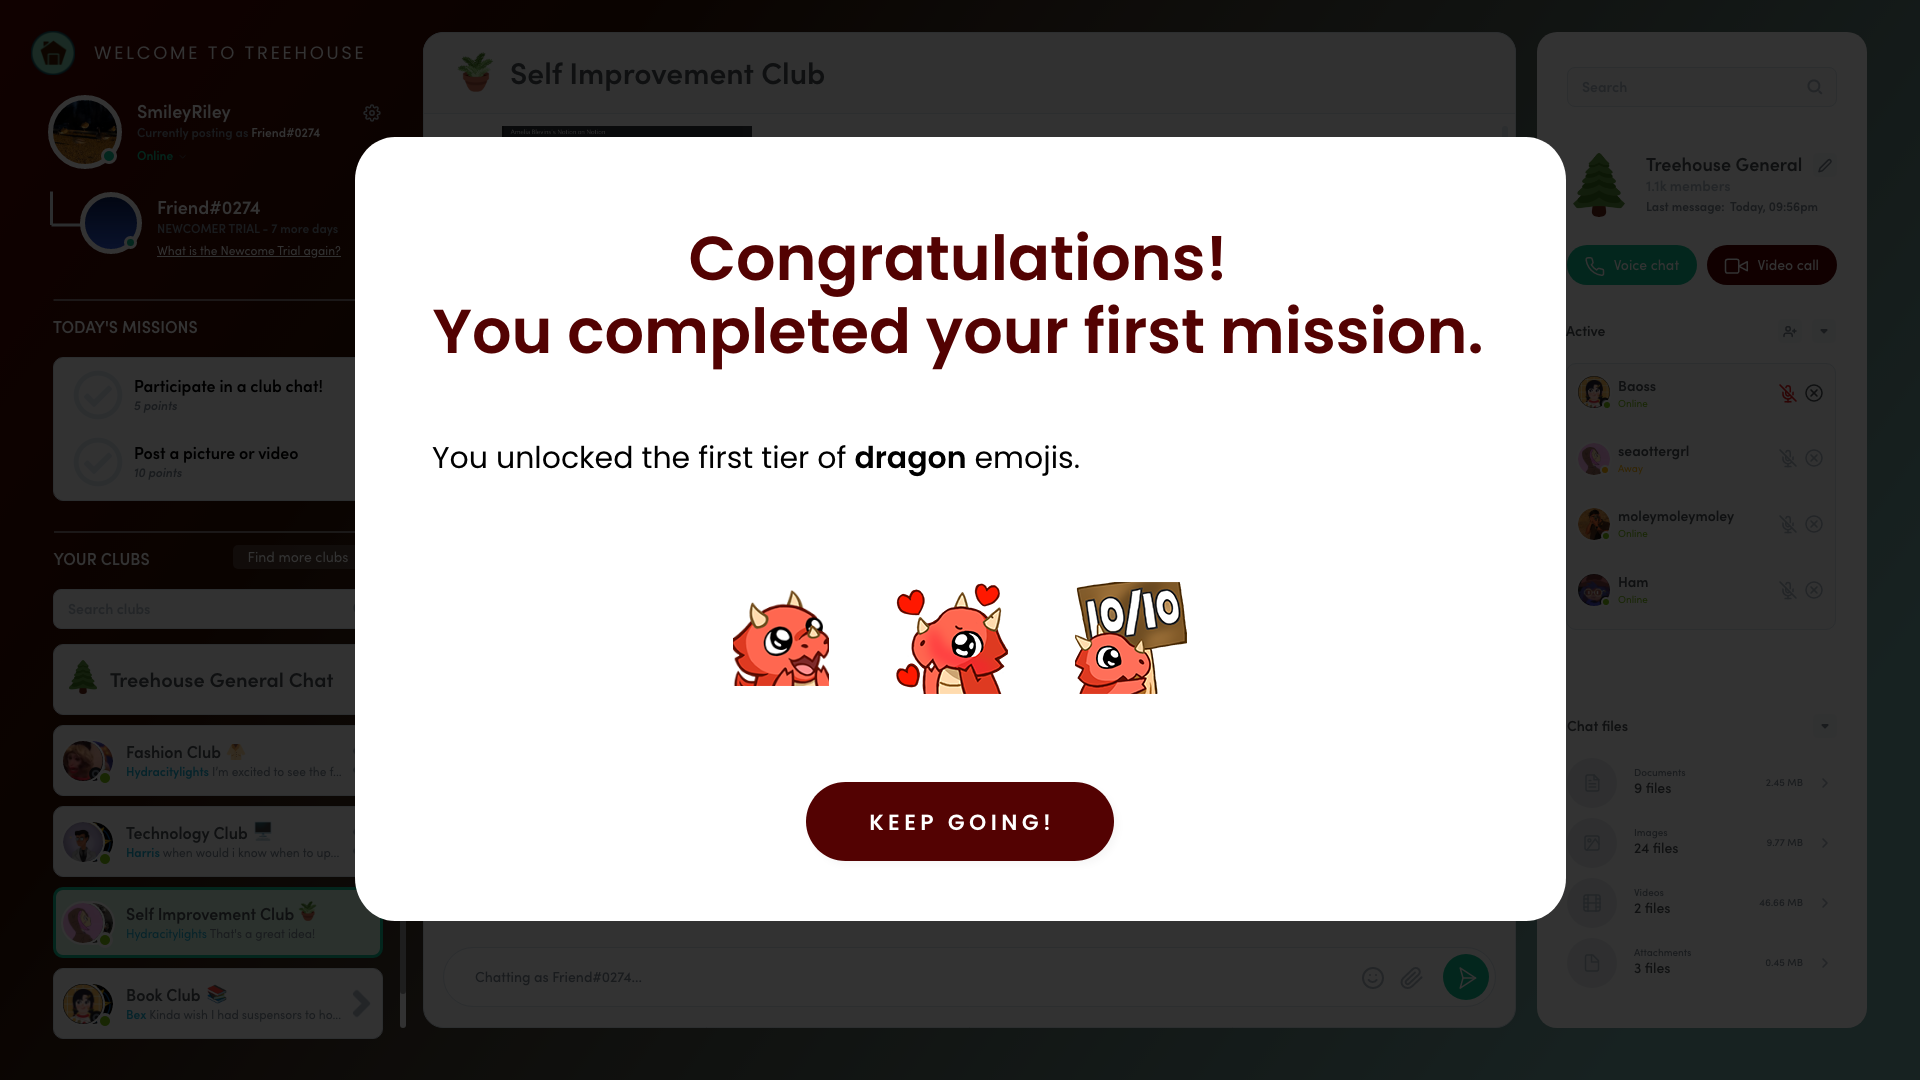 WELCOME TO TREEHOUSE
SmileyRiley
Currently posting as Friend#0274
Online
Friend#0274
NEWCOMER TRIAL - 7 more days
What is the Newcome Trial again?
TODAY'S MISSIONS
Participate in a club chat!
5 points
Post a picture or video
10 points
YOUR CLUBS
Find more clubs
Search clubs
Treehouse General Chat
Fashion Club
Hydracitylights I'm excited to see the f...
Technology Club
Harris when would i know when to up...
Self Improvement Club
Hydracitylights That's a great idea!
Book Club
Bex Kinda wish I had suspensors to ho...
Self Improvement Club
Congratulations!
You completed your first mission.
You unlocked the first tier of dragon emojis.
10/10
KEEP GOING!
Chatting as Friend#0274...
Search
Treehouse General
1.1k members
Last message: Today, 09:56pm
Voice chat
Video call
Active
Baoss
Online
seaottergrl
Away
moleymoleymoley
Online
Ham
Online
Chat files
Documents
9 files
2.45 MB
Images
24 files
9.77 MB
Videos
2 files
46.66 MB
Attachments
3 files
0.45 MB